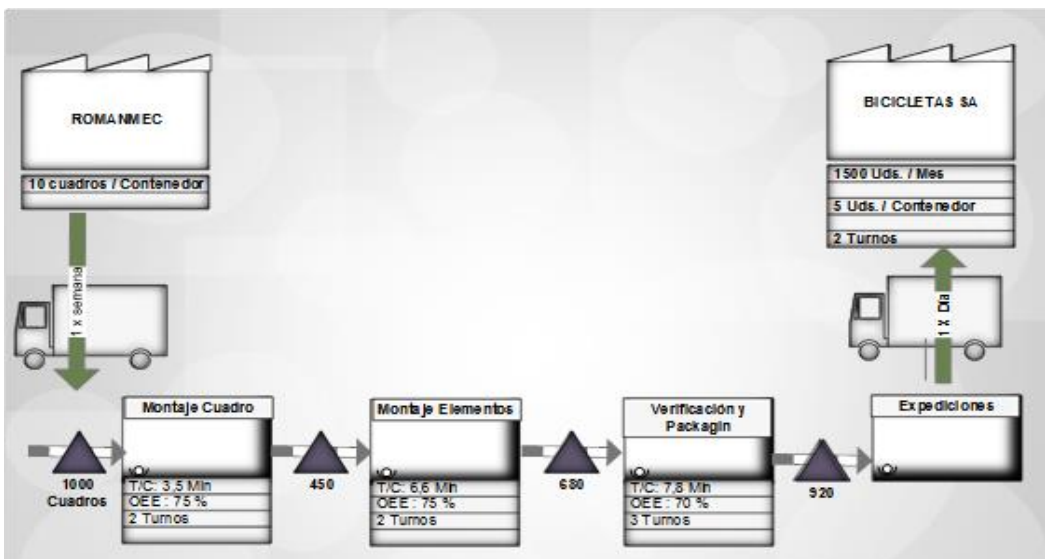 ROMANMEC
10 cuadros / Contenedor
1 x semana
BICICLETAS SA
1500 Uds. / Mes
5 Uds. / Contenedor
2 Turnos
1 x Día
1000
Cuadros
Montaje Cuadro
T/C: 3,5 Min
OEE : 75 %
2 Turnos
450
Montaje Elementos
T/C: 6,6 Min
OEE : 75 %
2 Turnos
680
Verificación y
Packagin
T/C: 7,8 Min
OEE : 70 %
3 Turnos
920
Expediciones